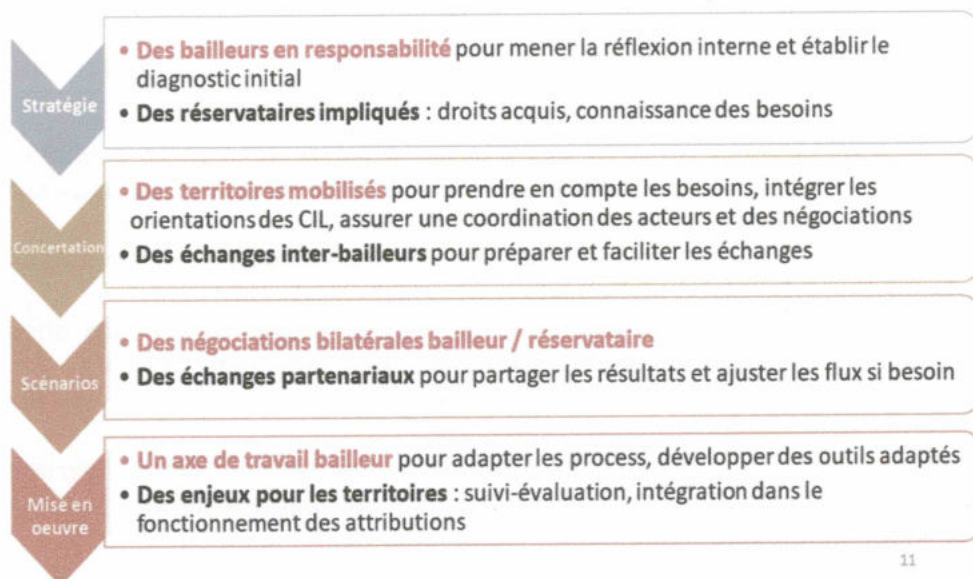 Stratégie
• Des bailleurs en responsabilité pour mener la réflexion interne et établir le
diagnostic initial
• Des réservataires impliqués : droits acquis, connaissance des besoins
Concertation
• Des territoires mobilisés pour prendre en compte les besoins, intégrer les
orientations des CIL, assurer une coordination des acteurs et des négociations
• Des échanges inter-bailleurs pour préparer et faciliter les échanges
Scénarios
• Des négociations bilatérales bailleur / réservataire
• Des échanges partenariaux pour partager les résultats et ajuster les flux si besoin
Mise en
oeuvre
• Un axe de travail bailleur pour adapter les process, développer des outils adaptés
• Des enjeux pour les territoires : suivi-évaluation, intégration dans le
fonctionnement des attributions
11